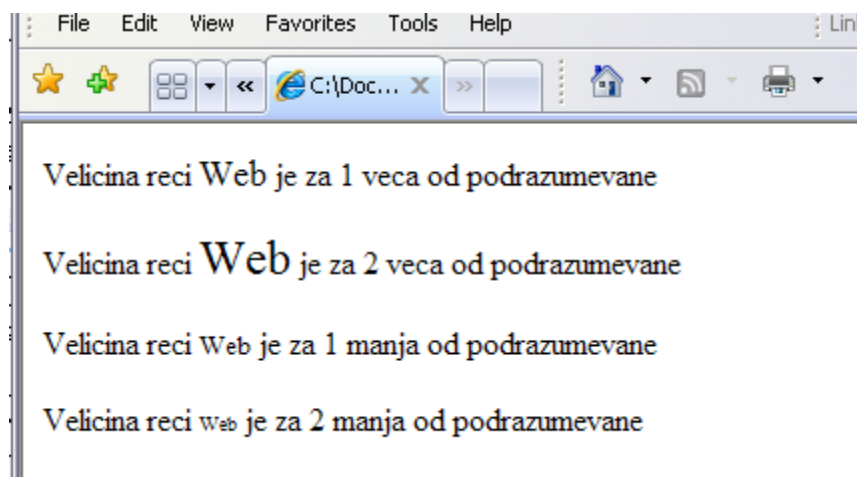 File Edit View Favorites Tools Help Lin
C:\Doc...
Velicina reci Web je za 1 veca od podrazumevane
Velicina reci Web je za 2 veca od podrazumevane
Velicina reci Web je za 1 manja od podrazumevane
Velicina reci Web je za 2 manja od podrazumevane